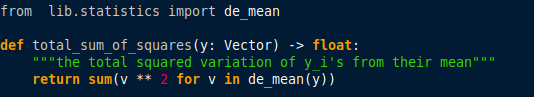 from  lib.statistics import de_mean
def total_sum_of_squares(y: Vector) -> float:
    """the total squared variation of y_i's from their mean"""
    return sum(v ** 2 for v in de_mean(y))